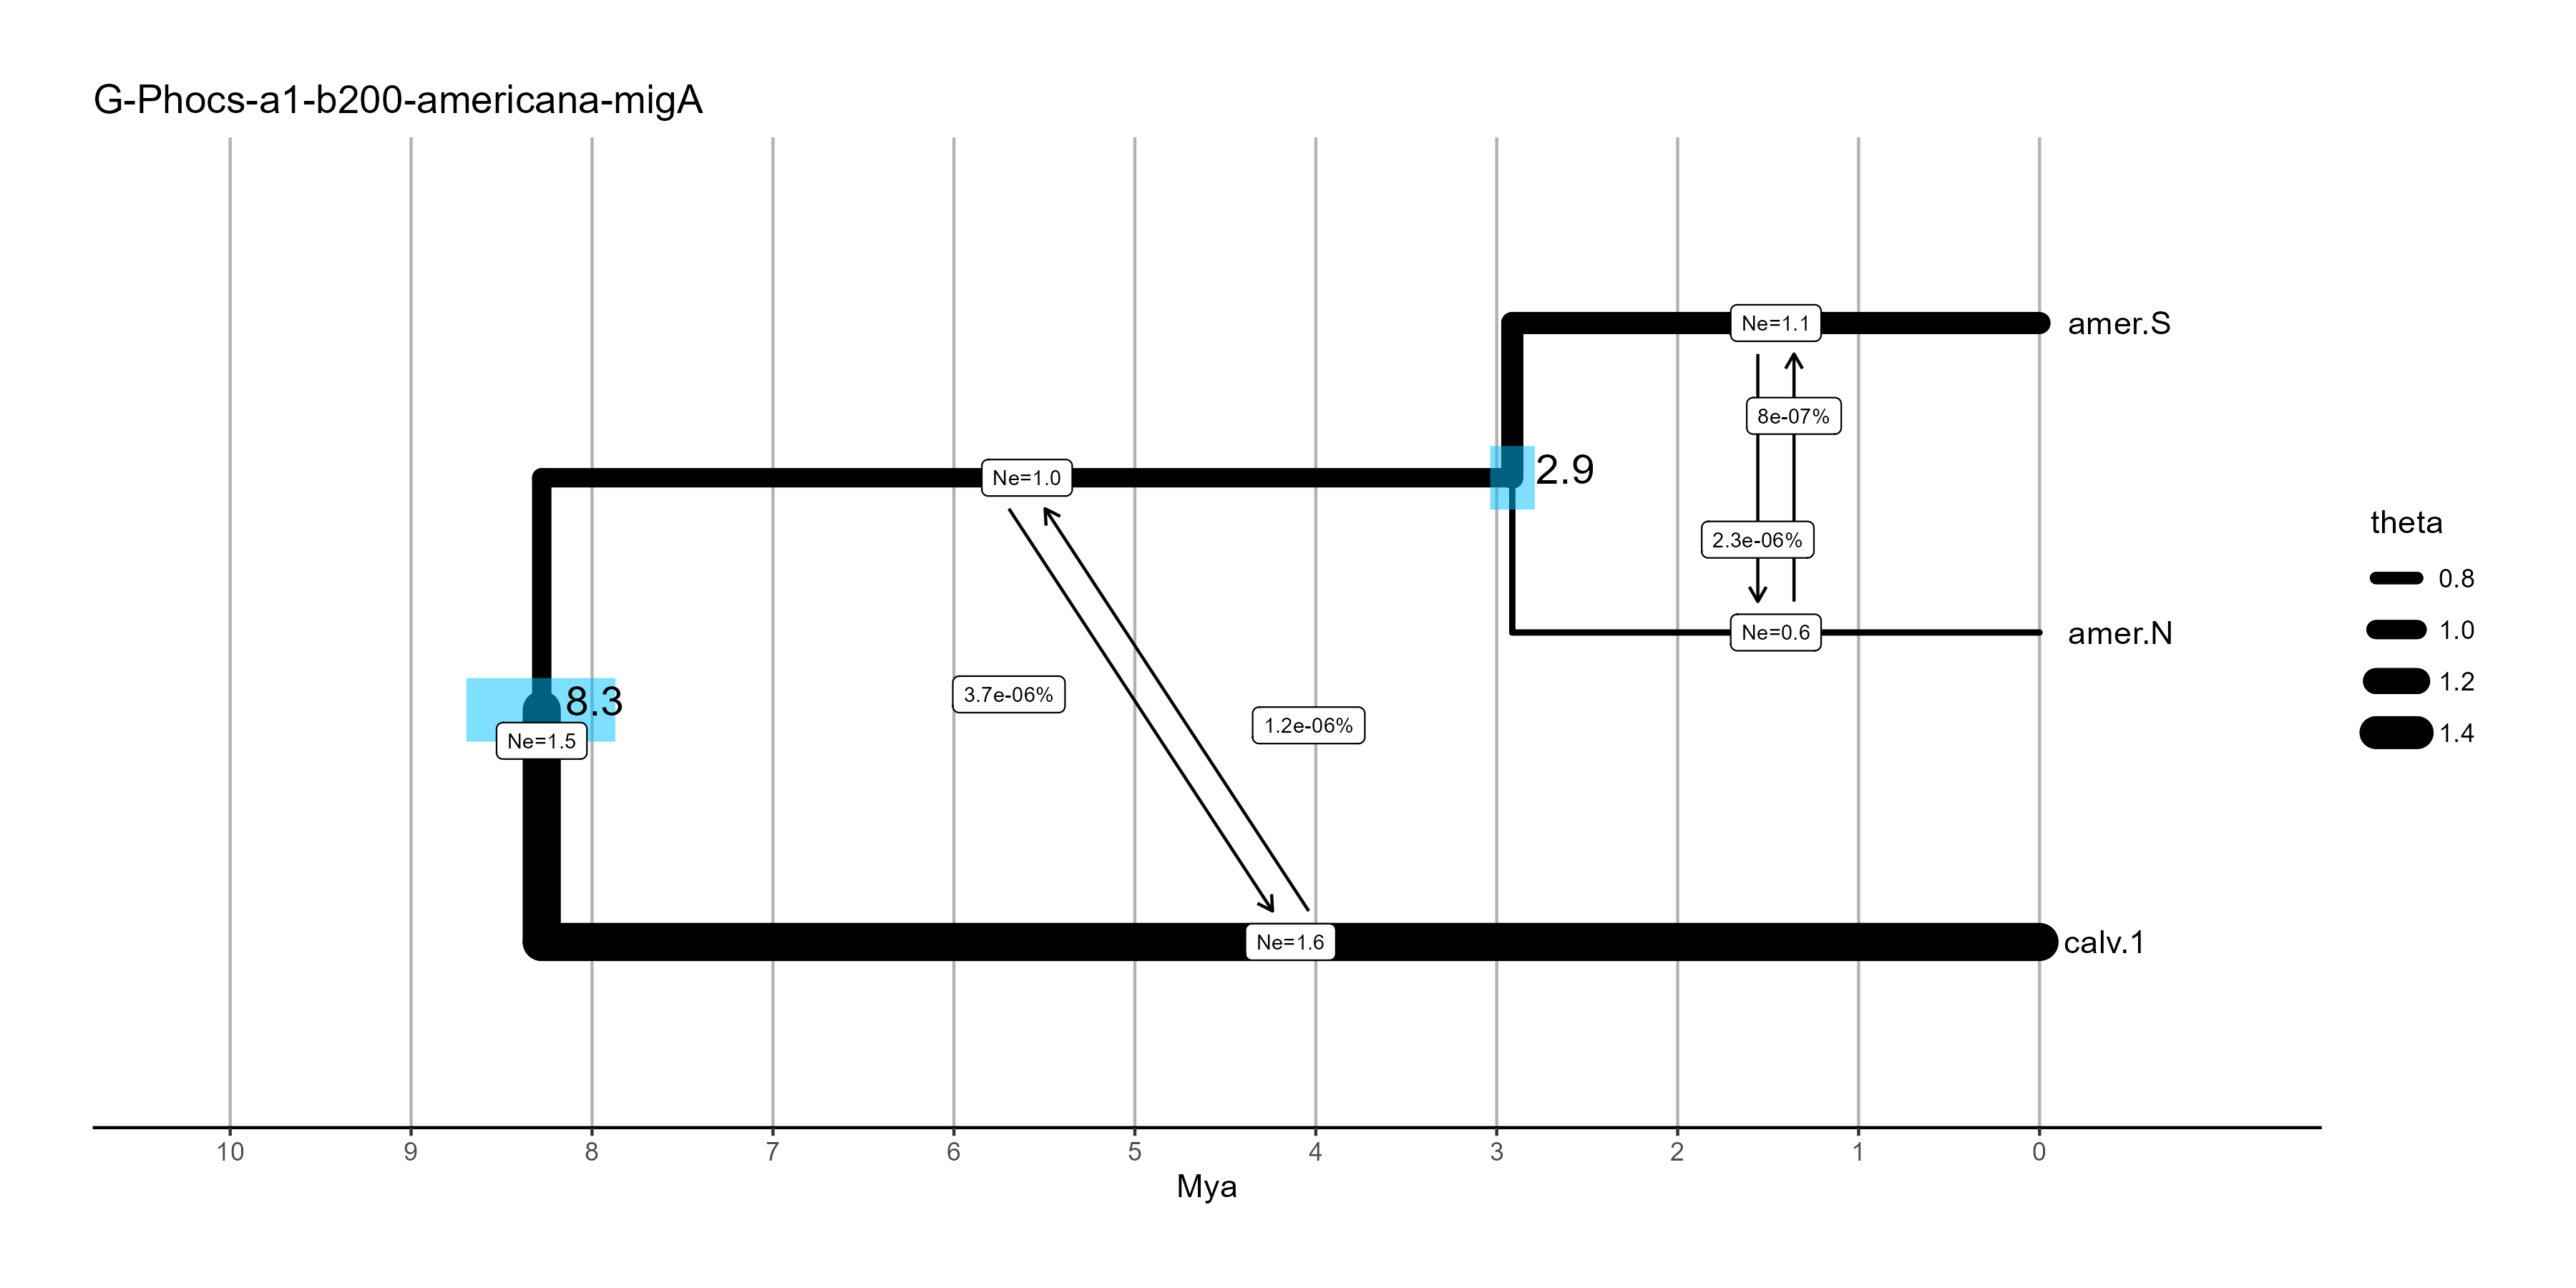 G-Phocs-a1-b200-americana-migA
Ne=1.1
amer.S
8e-07%
Ne=1.0
2.9
2.3e-06%
Ne=0.6
amer.N
3.7e-06%
8.3
1.2e-06%
Ne=1.5
Ne=1.6
calv.1
theta
0.8
1.0
1.2
1.4
10 9 8 7 6 5 4 3 2 1 0
Mya